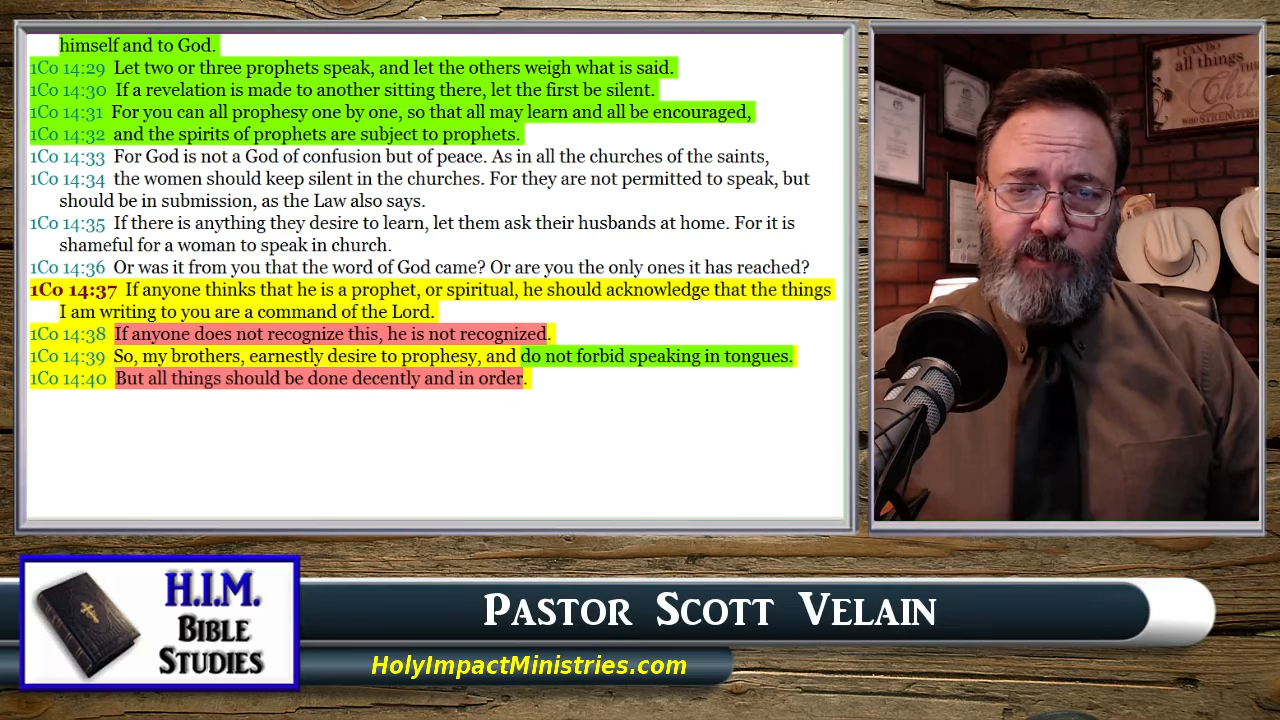 himself and to God.
1Co 14:29 Let two or three prophets speak, and let the others weigh what is said.
1Co 14:30 If a revelation is made to another sitting there, let the first be silent.
1Co 14:31 For you can all prophesy one by one, so that all may learn and all be encouraged,
1Co 14:32 and the spirits of prophets are subject to prophets.
1Co 14:33 For God is not a God of confusion but of peace. As in all the churches of the saints,
1Co 14:34 the women should keep silent in the churches. For they are not permitted to speak, but
should be in submission, as the Law also says.
1Co 14:35 If there is anything they desire to learn, let them ask their husbands at home. For it is
shameful for a woman to speak in church.
1Co 14:36 Or was it from you that the word of God came? Or are you the only ones it has reached?
1Co 14:37 If anyone thinks that he is a prophet, or spiritual, he should acknowledge that the things
I am writing to you are a command of the Lord.
1Co 14:38 If anyone does not recognize this, he is not recognized.
1Co 14:39 So, my brothers, earnestly desire to prophesy, and do not forbid speaking in tongues.
1Co 14:40 But all things should be done decently and in order.
I CAN DO
all things
Christ
WHO STRENGTH
H.I.M.
BIBLE
STUDIES
PASTOR SCOTT VELAIN
HolyImpactMinistries.com